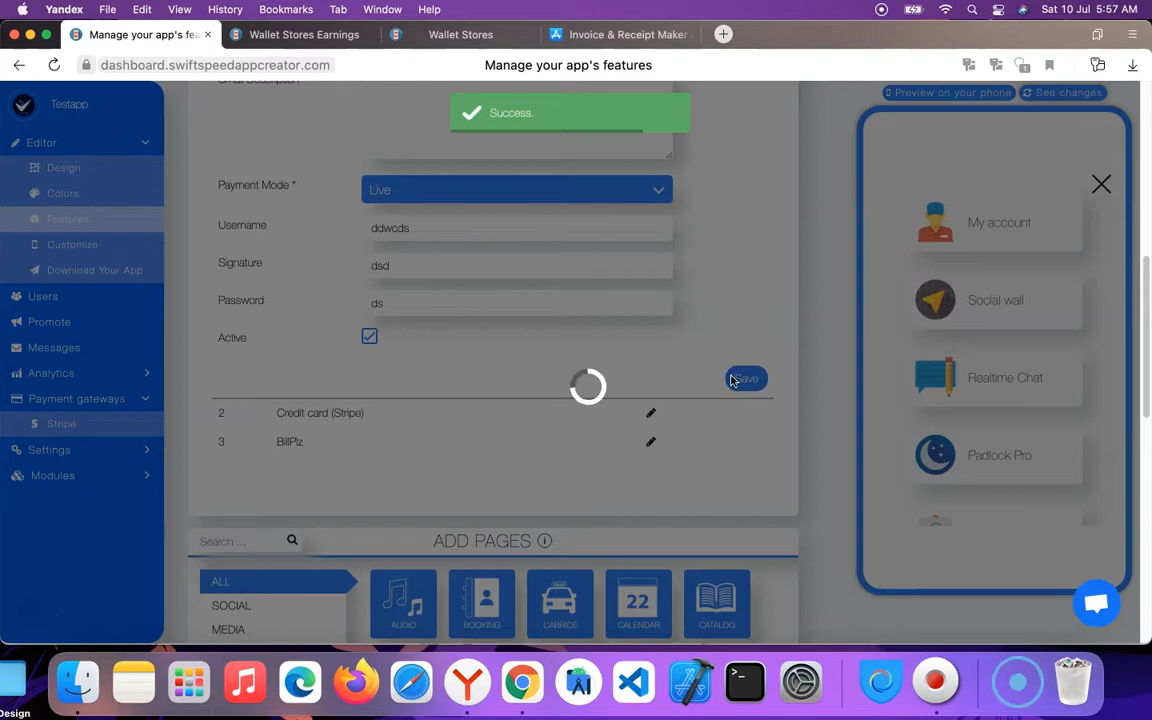 Yandex File Edit View History Bookmarks Tab Window Help Sat 10 Jul 5:57 AM
Manage your app's fea Wallet Stores Earnings Wallet Stores Invoice & Receipt Maker
dashboard.swiftspeedappcreator.com Manage your app's features
Testapp
Editor
Design
Colors
Features
Customize
Download Your App
Users
Promote
Messages
Analytics
Payment gateways
Stripe
Settings
Modules
Success.
Payment Mode * Live
Username ddwcds
Signature dsd
Password ds
Active
Save
2 Credit card (Stripe)
3 BillPlz
Search ... ADD PAGES
ALL
SOCIAL
MEDIA
AUDIO BOOKING CABRIDE 22 CALENDAR CATALOG
Preview on your phone See changes
My account
Social wall
Realtime Chat
Padlock Pro
Design